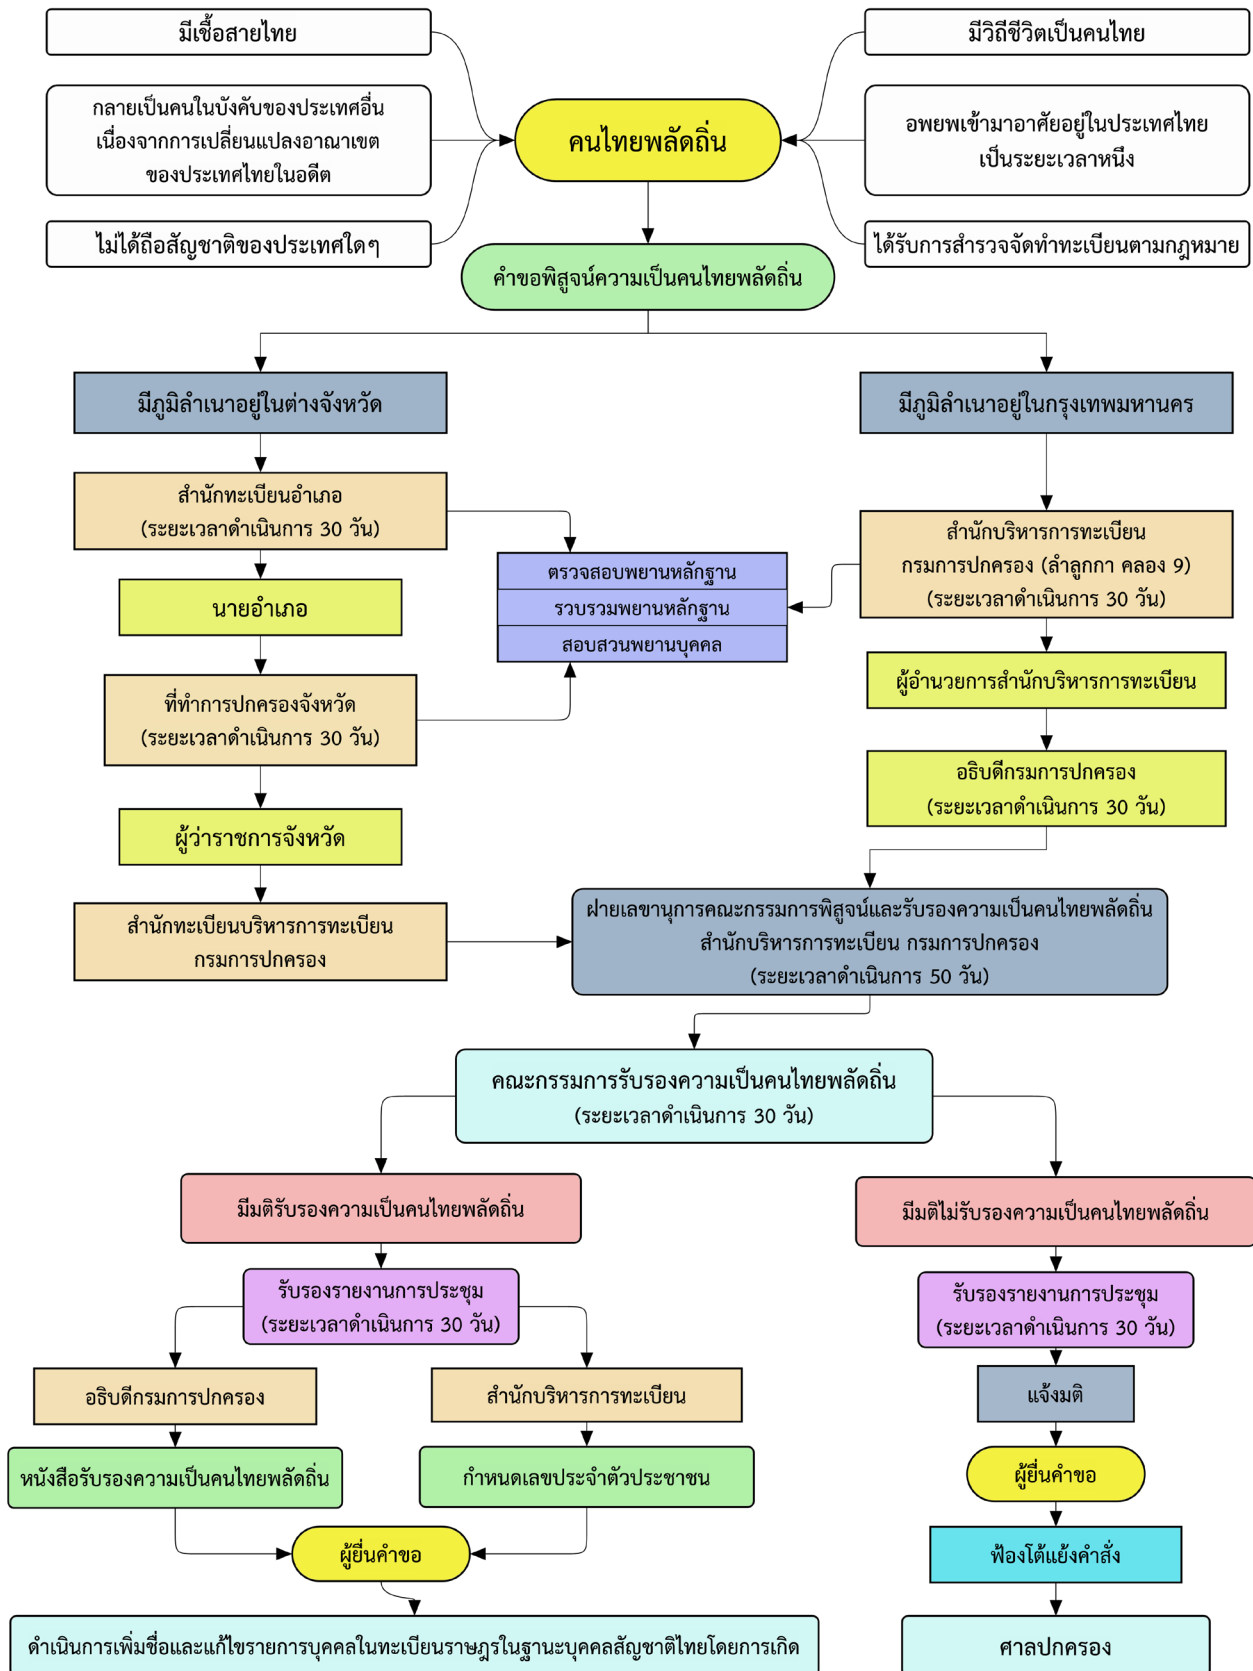 มีเชื้อสายไทย
มีวิถีชีวิตเป็นคนไทย
กลายเป็นคนในบังคับของประเทศอื่น
เนื่องจากการเปลี่ยนแปลงอาณาเขต
ของประเทศไทยในอดีต
คนไทยพลัดถิ่น
อพยพเข้ามาอาศัยอยู่ในประเทศไทย
เป็นระยะเวลาหนึ่ง
ไม่ได้ถือสัญชาติของประเทศใดๆ
ได้รับการสำรวจจัดทำทะเบียนตามกฎหมาย
คำขอพิสูจน์ความเป็นคนไทยพลัดถิ่น
มีภูมิลำเนาอยู่ในต่างจังหวัด
มีภูมิลำเนาอยู่ในกรุงเทพมหานคร
สำนักทะเบียนอำเภอ
(ระยะเวลาดำเนินการ 30 วัน)
สำนักบริหารการทะเบียน
กรมการปกครอง (ลำลูกกา คลอง 9)
(ระยะเวลาดำเนินการ 30 วัน)
ตรวจสอบพยานหลักฐาน
รวบรวมพยานหลักฐาน
สอบสวนพยานบุคคล
นายอำเภอ
ผู้อำนวยการสำนักบริหารการทะเบียน
ที่ทำการปกครองจังหวัด
(ระยะเวลาดำเนินการ 30 วัน)
อธิบดีกรมการปกครอง
(ระยะเวลาดำเนินการ 30 วัน)
ผู้ว่าราชการจังหวัด
สำนักทะเบียนบริหารการทะเบียน
กรมการปกครอง
ฝ่ายเลขานุการคณะกรรมการพิสูจน์และรับรองความเป็นคนไทยพลัดถิ่น
สำนักบริหารการทะเบียน กรมการปกครอง
(ระยะเวลาดำเนินการ 50 วัน)
คณะกรรมการรับรองความเป็นคนไทยพลัดถิ่น
(ระยะเวลาดำเนินการ 30 วัน)
มีมติรับรองความเป็นคนไทยพลัดถิ่น
มีมติไม่รับรองความเป็นคนไทยพลัดถิ่น
รับรองรายงานการประชุม
(ระยะเวลาดำเนินการ 30 วัน)
รับรองรายงานการประชุม
(ระยะเวลาดำเนินการ 30 วัน)
อธิบดีกรมการปกครอง
สำนักบริหารการทะเบียน
แจ้งมติ
หนังสือรับรองความเป็นคนไทยพลัดถิ่น
กำหนดเลขประจำตัวประชาชน
ผู้ยื่นคำขอ
ผู้ยื่นคำขอ
ฟ้องโต้แย้งคำสั่ง
ดำเนินการเพิ่มชื่อและแก้ไขรายการบุคคลในทะเบียนราษฎรในฐานะบุคคลสัญชาติไทยโดยการเกิด
ศาลปกครอง